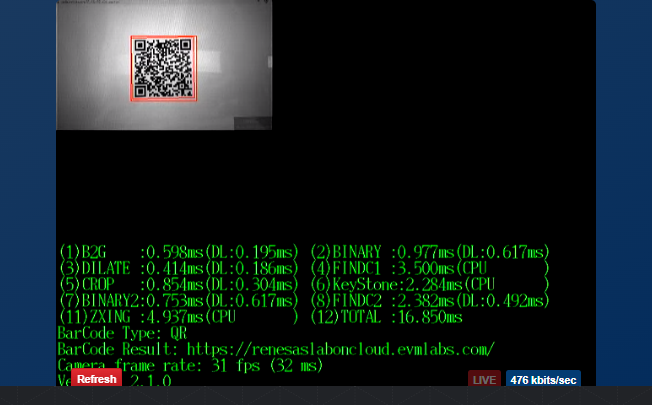 (1)B2G :0.598ms(DL:0.195ms) (2)BINARY :0.977ms(DL:0.617ms)
(3)DILATE :0.414ms(DL:0.186ms) (4)FINDC1 :3.500ms(CPU )
(5)CROP :0.854ms(DL:0.304ms) (6)KeyStone:2.284ms(CPU )
(7)BINARY2:0.753ms(DL:0.617ms) (8)FINDC2 :2.382ms(DL:0.492ms)
(11)ZXING :4.937ms(CPU ) (12)TOTAL :16.850ms
BarCode Type: QR
BarCode Result: https://renesaslaboncloud.evmlabs.com/
Camera frame rate: 31 fps (32 ms)
2.1.0
Refresh LIVE 476 kbits/sec